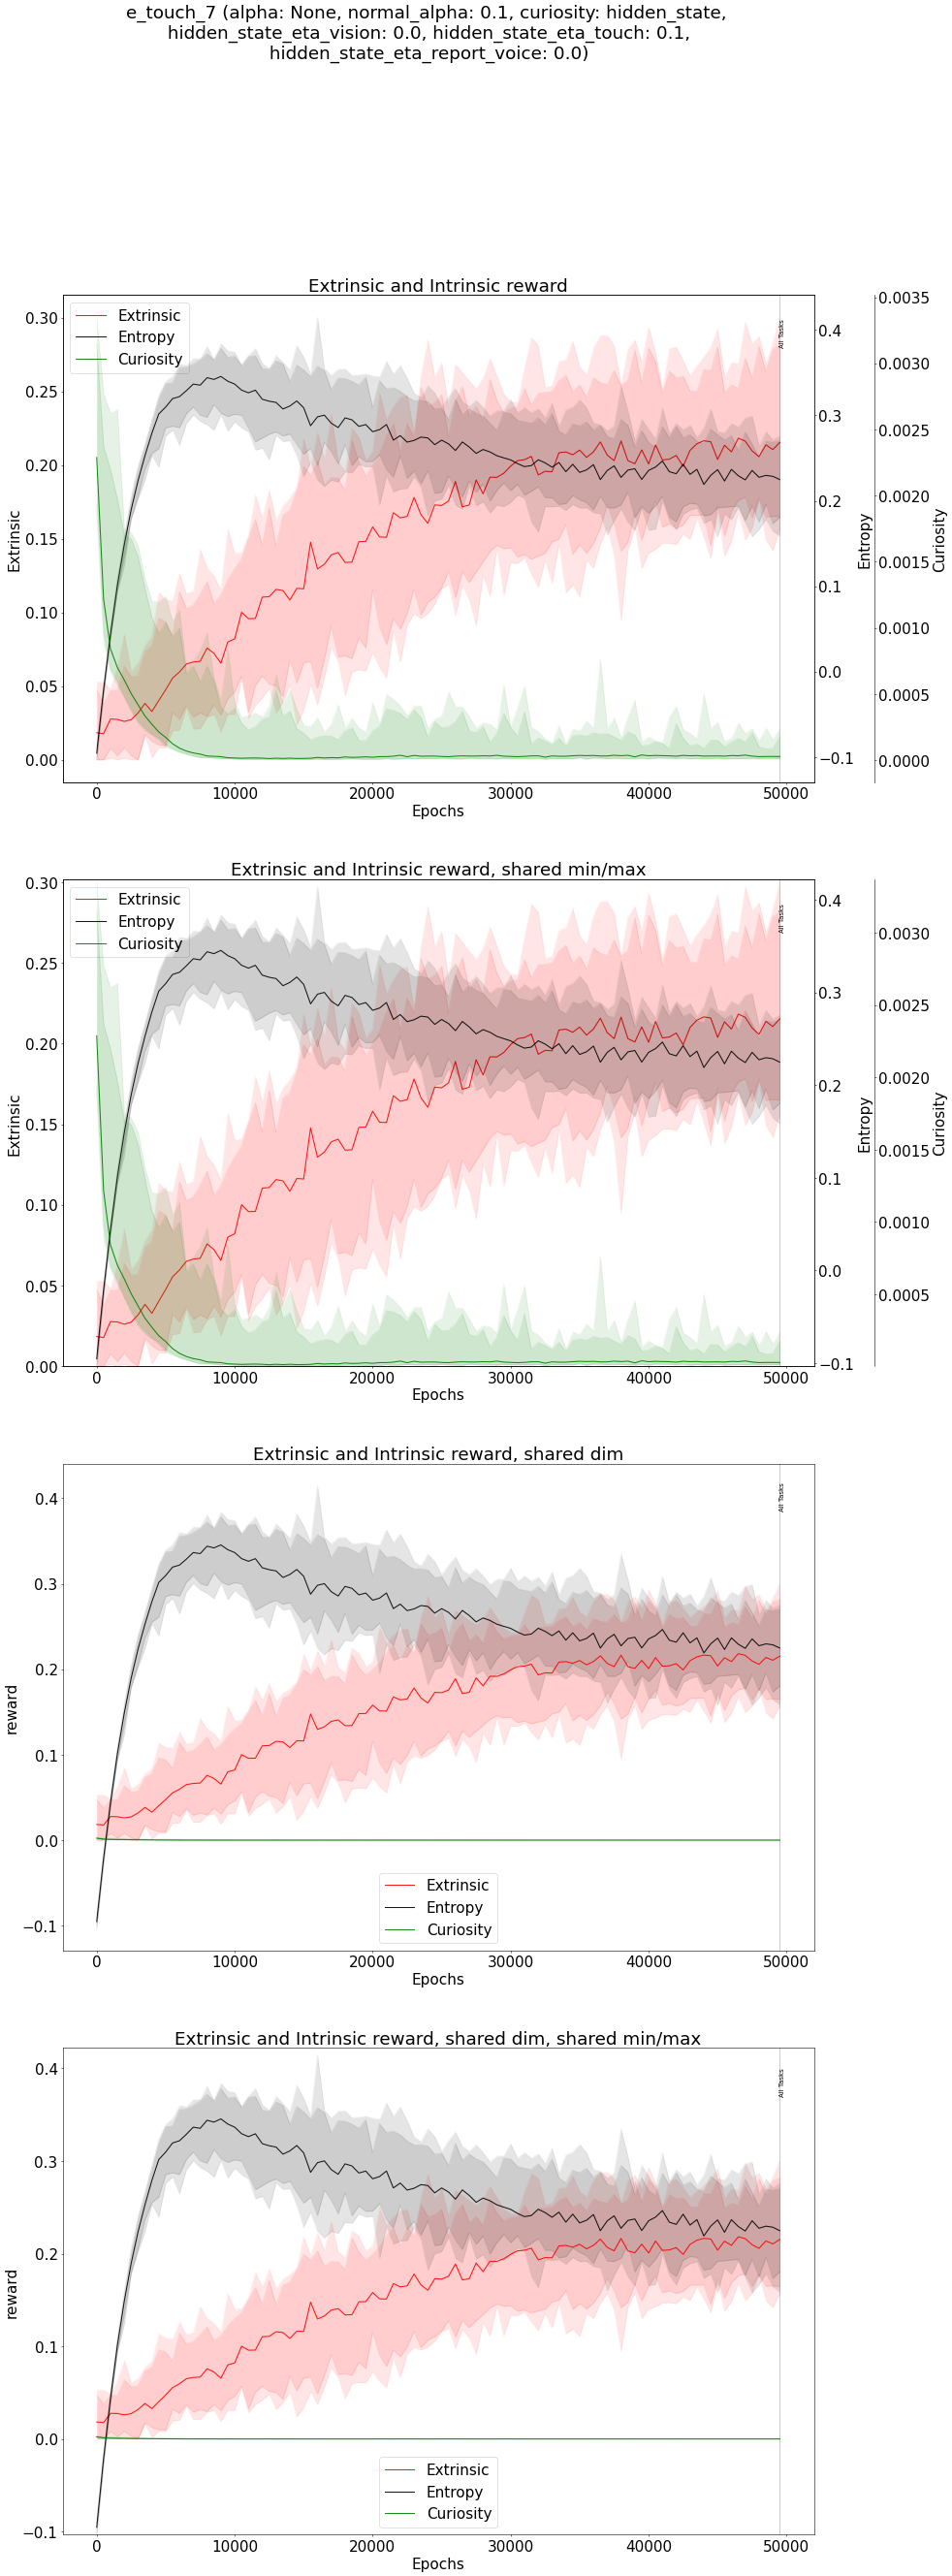 e_touch_7 (alpha: None, normal_alpha: 0.1, curiosity: hidden_state,
hidden_state_eta_vision: 0.0, hidden_state_eta_touch: 0.1,
hidden_state_eta_report_voice: 0.0)
Extrinsic and Intrinsic reward
Extrinsic
Entropy
Curiosity
All Tasks
0.30
0.25
0.20
0.15
0.10
0.05
0.00
Extrinsic
0.4
0.3
0.2
0.1
0.0
−0.1
Entropy
0.0035
0.0030
0.0025
0.0020
0.0015
0.0010
0.0005
0.0000
Curiosity
0 10000 20000 30000 40000 50000
Epochs
Extrinsic and Intrinsic reward, shared min/max
Extrinsic
Entropy
Curiosity
All Tasks
0.30
0.25
0.20
0.15
0.10
0.05
0.00
Extrinsic
0.4
0.3
0.2
0.1
0.0
−0.1
Entropy
0.0030
0.0025
0.0020
0.0015
0.0010
0.0005
Curiosity
0 10000 20000 30000 40000 50000
Epochs
Extrinsic and Intrinsic reward, shared dim
All Tasks
0.4
0.3
0.2
0.1
0.0
−0.1
reward
Extrinsic
Entropy
Curiosity
0 10000 20000 30000 40000 50000
Epochs
Extrinsic and Intrinsic reward, shared dim, shared min/max
All Tasks
0.4
0.3
0.2
0.1
0.0
−0.1
reward
Extrinsic
Entropy
Curiosity
0 10000 20000 30000 40000 50000
Epochs